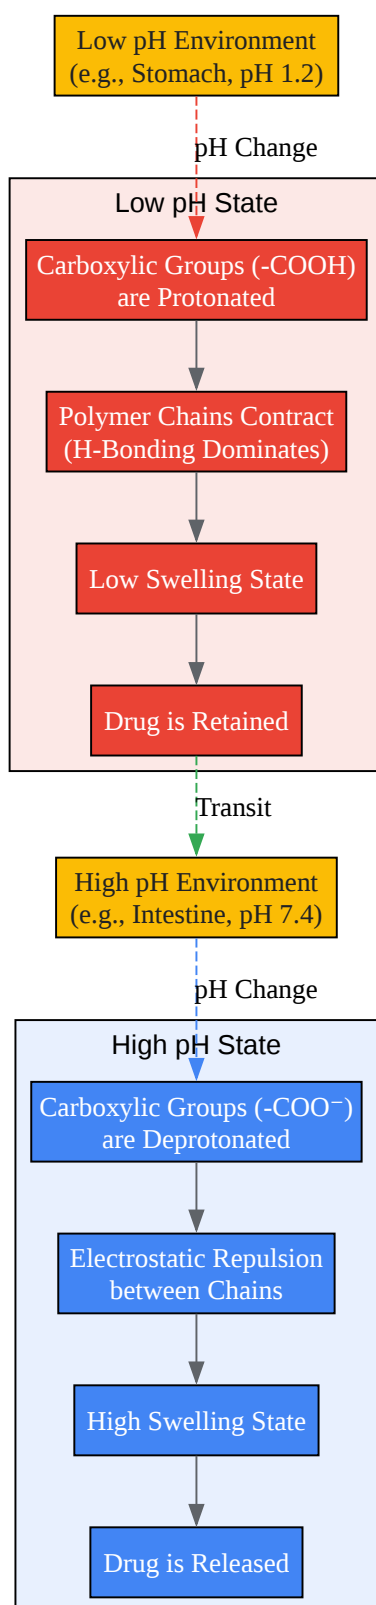 Low pH Environment
(e.g., Stomach, pH 1.2)
pH Change
Low pH State
Carboxylic Groups (-COOH)
are Protonated
Polymer Chains Contract
(H-Bonding Dominates)
Low Swelling State
Drug is Retained
Transit
High pH Environment
(e.g., Intestine, pH 7.4)
pH Change
High pH State
Carboxylic Groups (-COO⁻)
are Deprotonated
Electrostatic Repulsion
between Chains
High Swelling State
Drug is Released